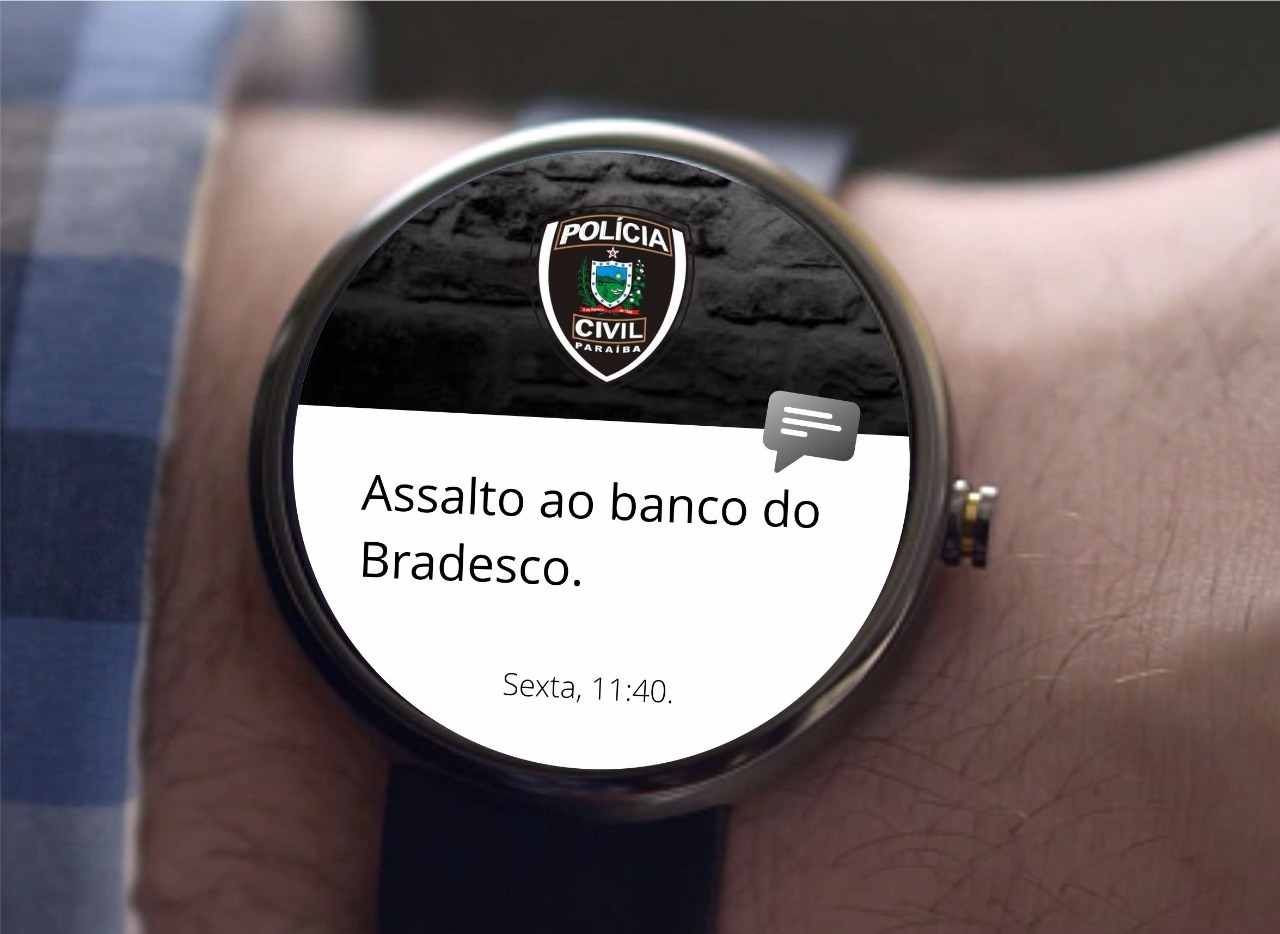 POLÍCIA
CIVIL
PARAÍBA
Assalto ao banco do
Bradesco.
Sexta, 11:40.